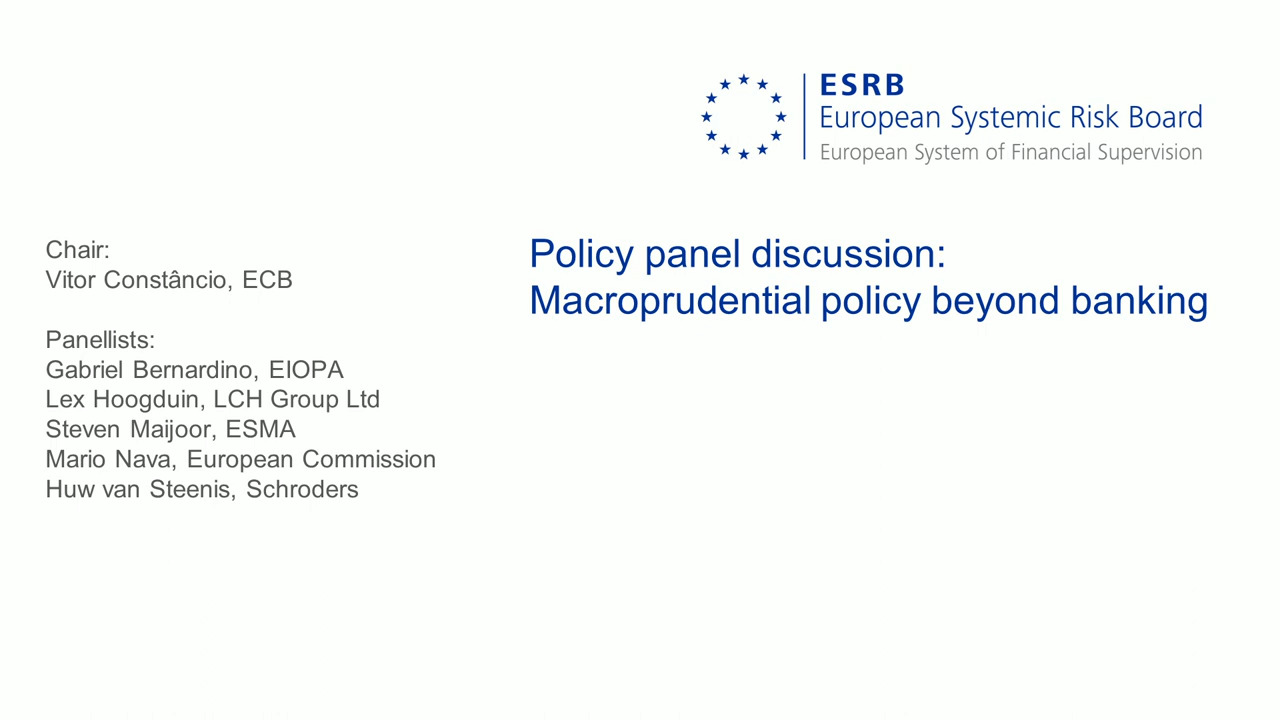 ESRB
European Systemic Risk Board
European System of Financial Supervision
Chair:
Vitor Constâncio, ECB
Panellists:
Gabriel Bernardino, EIOPA
Lex Hoogduin, LCH Group Ltd
Steven Maijoor, ESMA
Mario Nava, European Commission
Huw van Steenis, Schroders
Policy panel discussion:
Macroprudential policy beyond banking